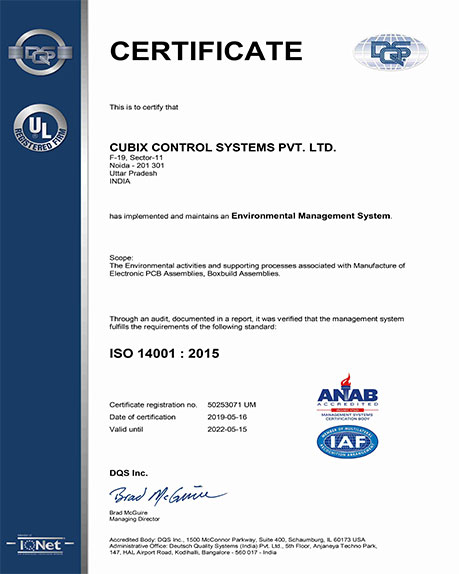 DQS
CERTIFICATE
DQS
This is to certify that
UL
REGISTERED FIRM
CUBIX CONTROL SYSTEMS PVT. LTD.
F-19, Sector-11
Noida - 201 301
Uttar Pradesh
INDIA
has implemented and maintains an Environmental Management System.
Scope:
The Environmental activities and supporting processes associated with Manufacture of
Electronic PCB Assemblies, Boxbuild Assemblies.
Through an audit, documented in a report, it was verified that the management system
fulfills the requirements of the following standard:
ISO 14001 : 2015
Certificate registration no. 50253071 UM
Date of certification 2019-05-16
Valid until 2022-05-15
ANAB
ACCREDITED
MANAGEMENT SYSTEMS
CERTIFICATION BODY
MEMBER OF MULTILATERAL
IAF
RECOGNITION ARRANGEMENT
DQS Inc.
Brad McGuire
Brad McGuire
Managing Director
IQNet
Accredited Body: DQS Inc., 1500 McConnor Parkway, Suite 400, Schaumburg, IL 60173 USA
Administrative Office: Deutsch Quality Systems (India) Pvt. Ltd., 5th Floor, Anjaneya Techno Park,
147, HAL Airport Road, Kodihalli, Bangalore - 560 017 - India